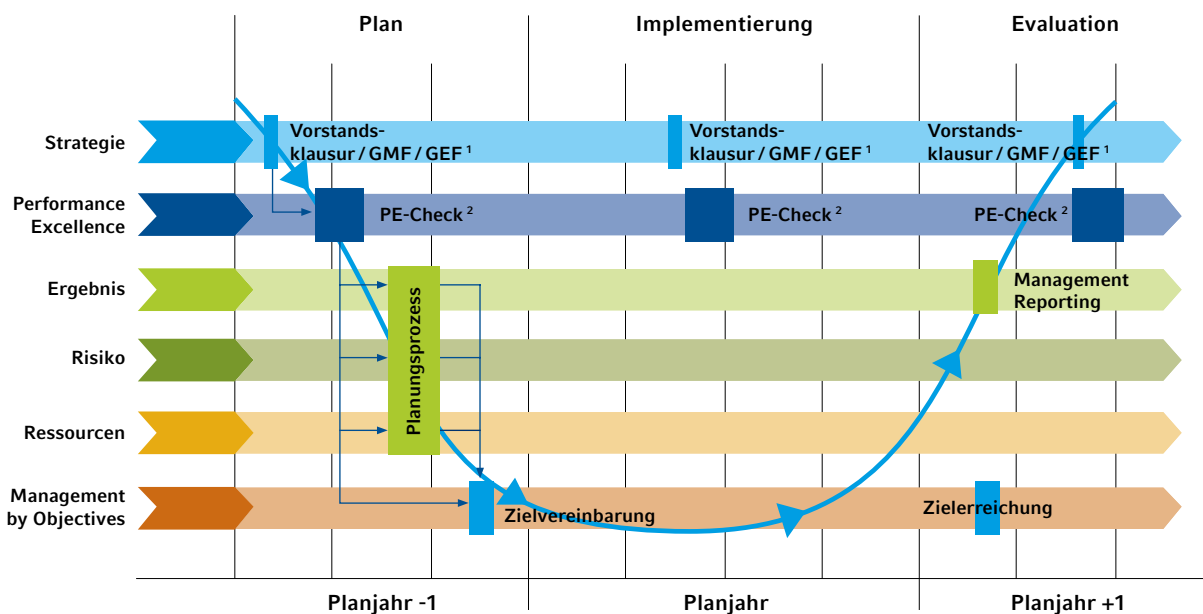 Plan
Implementierung
Evaluation
Strategie
Vorstands-
klausur / GMF / GEF 1
Vorstands-
klausur / GMF / GEF 1
Vorstands-
klausur / GMF / GEF 1
Performance
Excellence
PE-Check 2
PE-Check 2
PE-Check 2
Ergebnis
Planungsprozess
Management
Reporting
Risiko
Ressourcen
Management
by Objectives
Zielvereinbarung
Zielerreichung
Planjahr -1
Planjahr
Planjahr +1